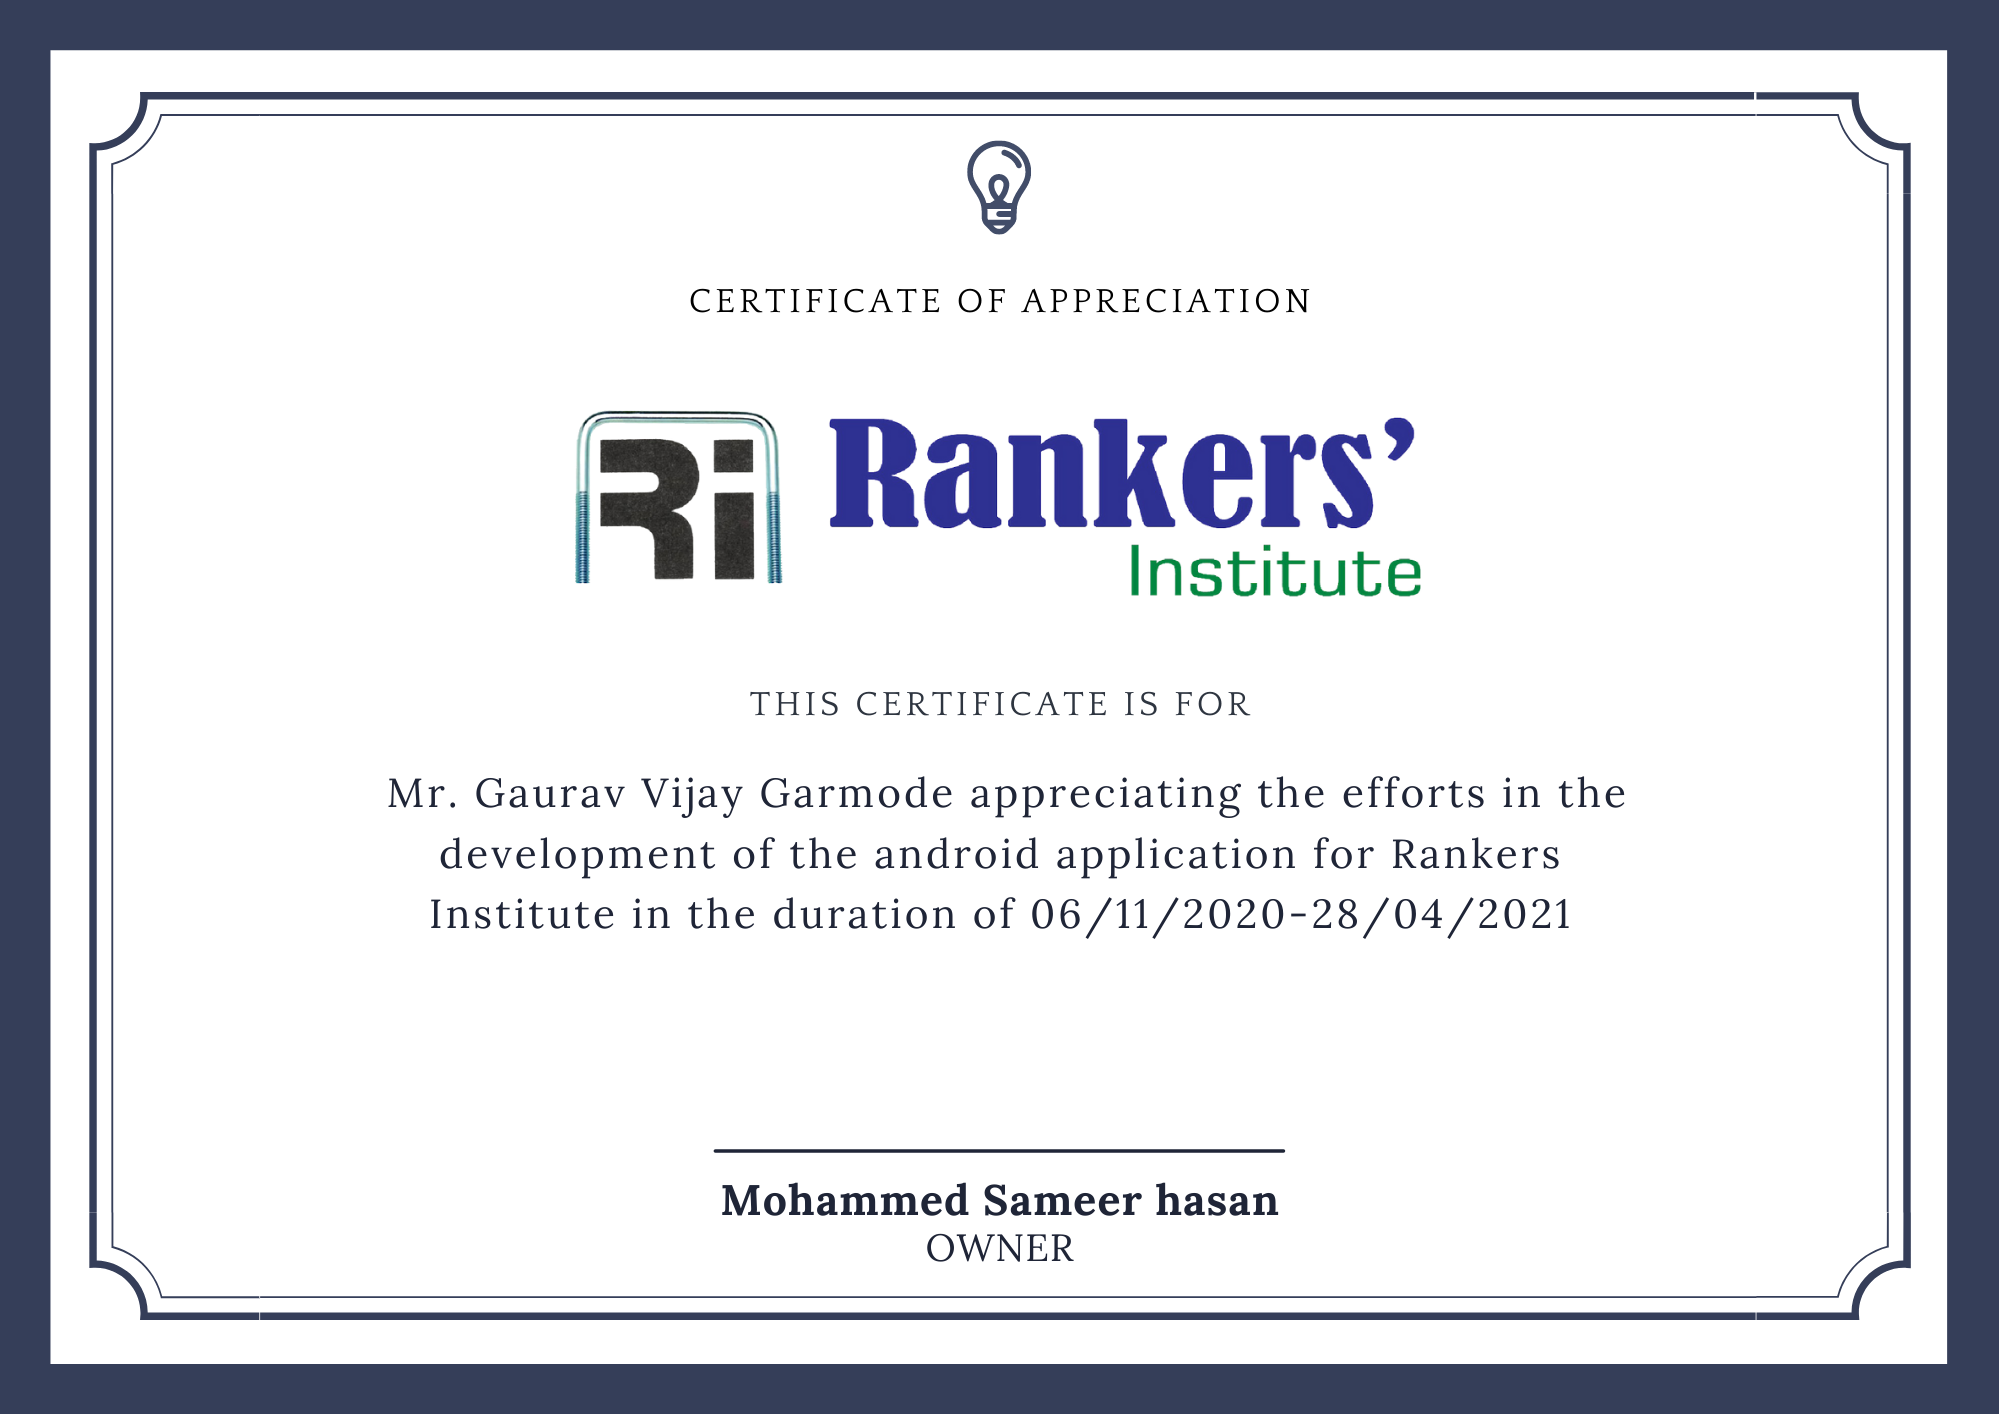 CERTIFICATE OF APPRECIATION
Ri Rankers’
Institute
THIS CERTIFICATE IS FOR
Mr. Gaurav Vijay Garmode appreciating the efforts in the
development of the android application for Rankers
Institute in the duration of 06/11/2020-28/04/2021
Mohammed Sameer hasan
OWNER